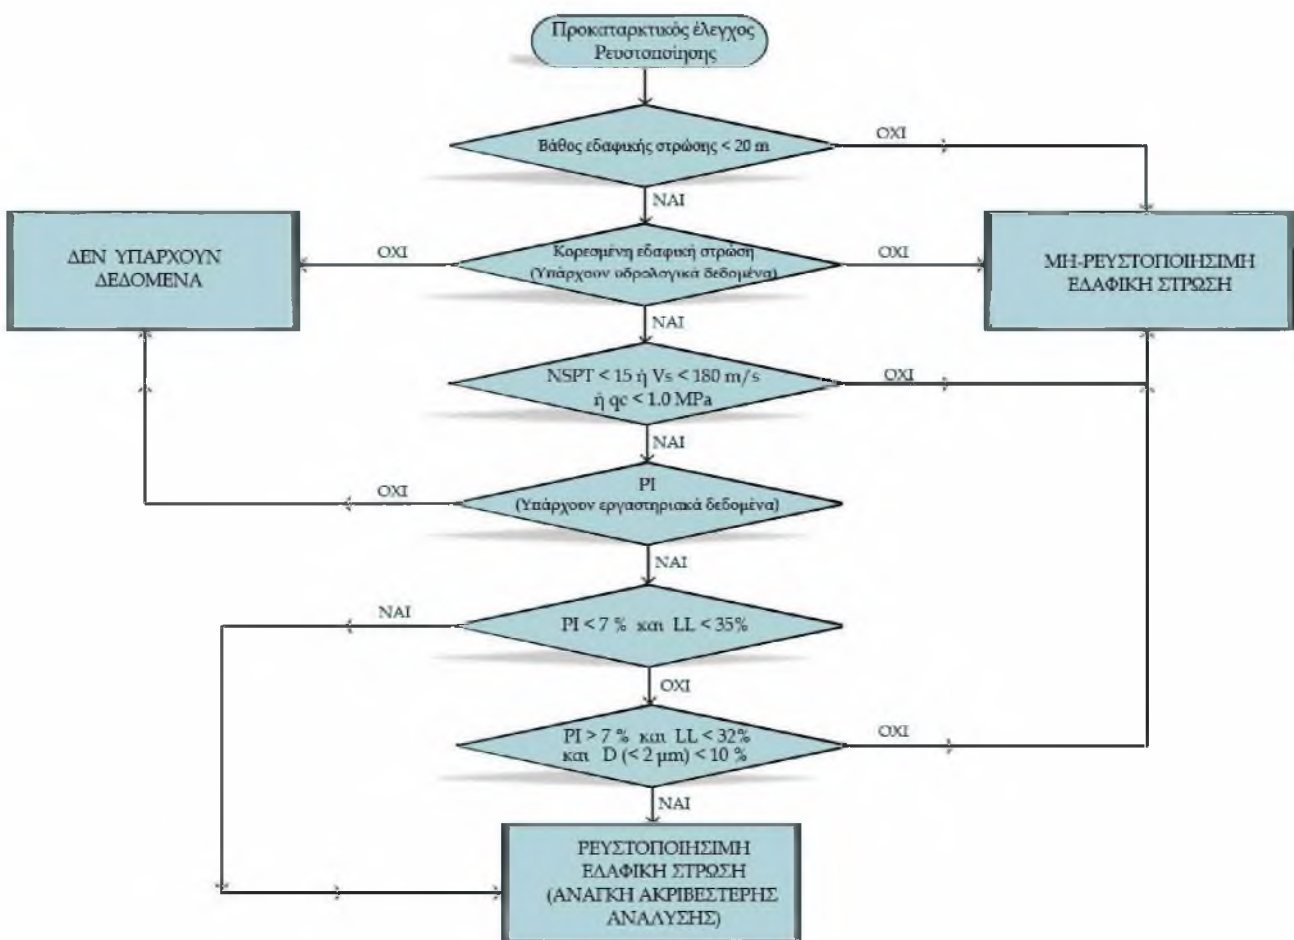 Προκαταρκτικός έλεγχος
Ρευστοποίησης
Βάθος εδαφικής στρώσης < 20 m
ΟΧΙ
ΝΑΙ
ΔΕΝ ΥΠΑΡΧΟΥΝ
ΔΕΔΟΜΕΝΑ
ΟΧΙ
Κορεσμένη εδαφική στρώση
(Υπάρχουν υδρολογικά δεδομένα)
ΟΧΙ
ΜΗ-ΡΕΥΣΤΟΠΟΙΗΣΙΜΗ
ΕΔΑΦΙΚΗ ΣΤΡΩΣΗ
ΝΑΙ
NSPT < 15 ή Vs < 180 m/s
ή qc < 1.0 MPa
ΟΧΙ
ΝΑΙ
ΟΧΙ
PI
(Υπάρχουν εργαστηριακά δεδομένα)
ΝΑΙ
ΝΑΙ
PI < 7 % και LL < 35%
ΟΧΙ
PI > 7 % και LL < 32%
και D (< 2 μm) < 10 %
ΟΧΙ
ΝΑΙ
ΡΕΥΣΤΟΠΟΙΗΣΙΜΗ
ΕΔΑΦΙΚΗ ΣΤΡΩΣΗ
(ΑΝΑΓΚΗ ΑΚΡΙΒΕΣΤΕΡΗΣ
ΑΝΑΛΥΣΗΣ)